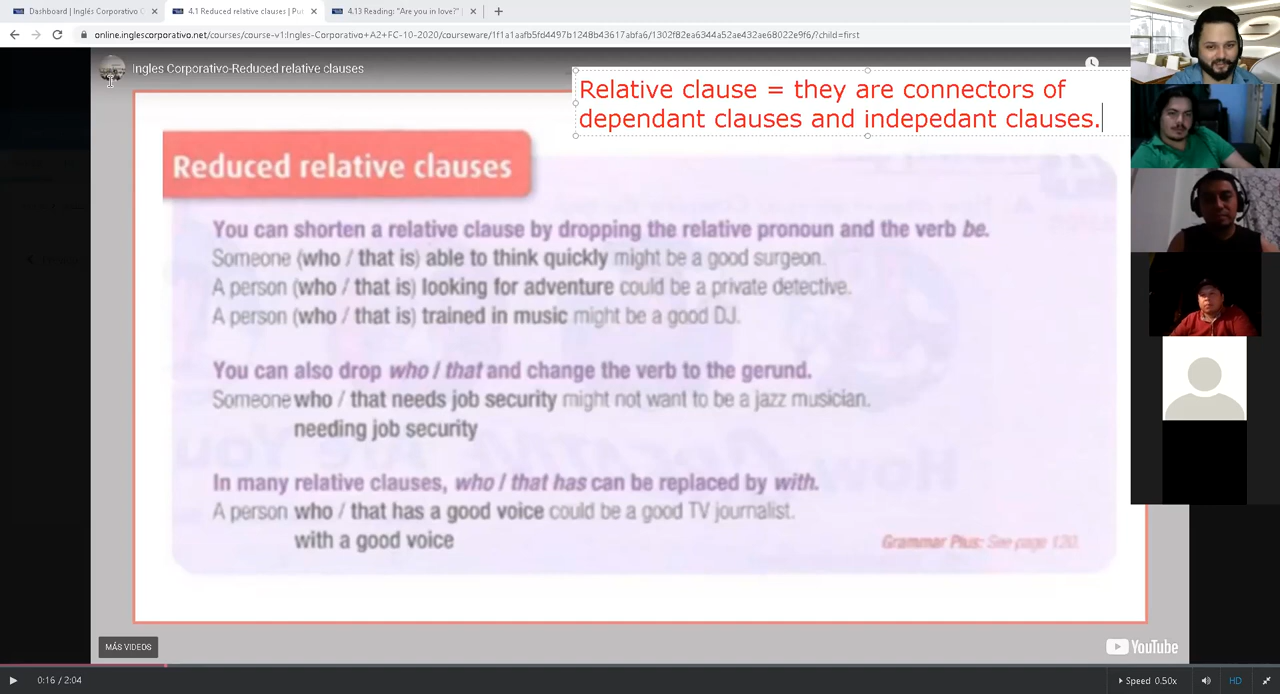 Dashboard | Inglés Corporativo
4.1 Reduced relative clauses | Pu
4.13 Reading: "Are you in love?"
online.inglescorporativo.net/courses/course-v1:Ingles-Corporativo+A2+FC-10-2020/
?child=first
Ingles Corporativo-Reduced relative clauses
Relative clause = they are connectors of
dependant clauses and indepedant clauses.
Reduced relative clauses
You can shorten a relative clause by dropping the relative pronoun and the verb be.
Someone (who / that is) able to think quickly might be a good surgeon.
A person (who / that is) looking for adventure could be a private detective.
A person (who / that is) trained in music might be a good DJ.
You can also drop who / that and change the verb to the gerund.
Someone who / that needs job security might not want to be a jazz musician.
needing job security
In many relative clauses, who / that has can be replaced by with.
A person who / that has a good voice could be a good TV journalist.
with a good voice
Grammar Plus: See page 120.
MÁS VIDEOS
YouTube
0:16 / 2:04
Speed 0.50x
HD